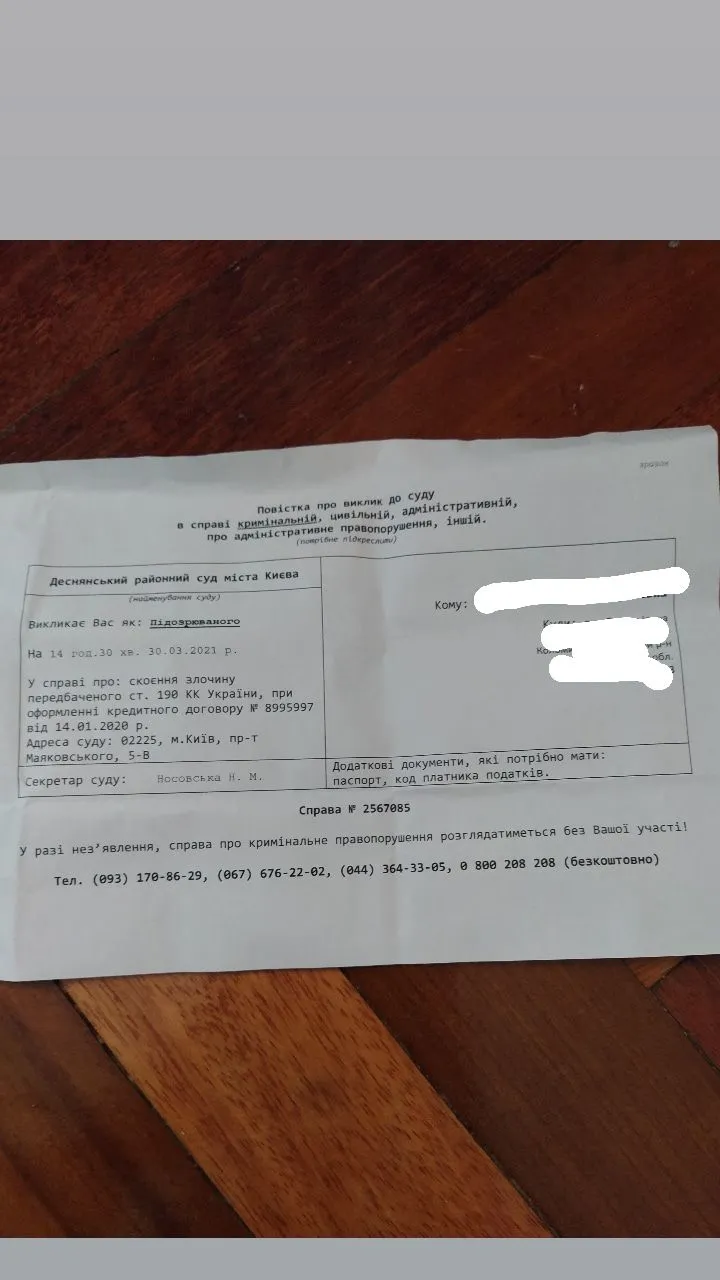 зразок
Повістка про виклик до суду
в справі кримінальній, цивільній, адміністративній,
про адміністративне правопорушення, іншій.
(потрібне підкреслити)
Деснянський районний суд міста Києва
(найменування суду)
Викликає Вас як: Підозрюваного
На 14 год.30 хв. 30.03.2021 р.
У справі про: скоєння злочину
передбаченого ст. 190 КК України, при
оформленні кредитного договору № 8995997
від 14.01.2020 р.
Адреса суду: 02225, м.Київ, пр-т
Маяковського, 5-В
Секретар суду: Носовська Н. М.
Кому:
р-н
обл.
Додаткові документи, які потрібно мати:
паспорт, код платника податків.
Справа № 2567085
У разі нез’явлення, справа про кримінальне правопорушення розглядатиметься без Вашої участі!
Тел. (093) 170-86-29, (067) 676-22-02, (044) 364-33-05, 0 800 208 208 (безкоштовно)